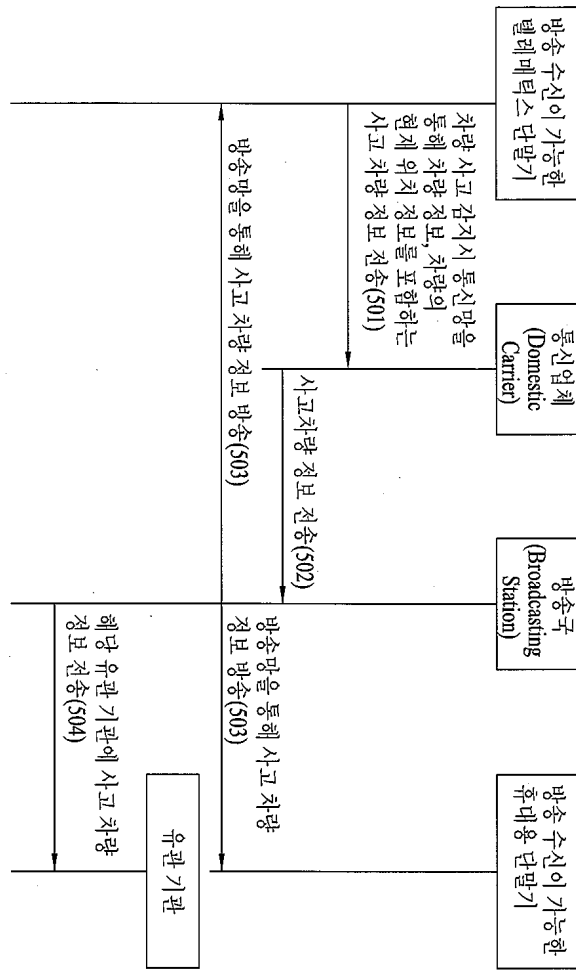 방송 수신이 가능한
텔레매틱스 단말기
통신업체
(Domestic
Carrier)
방송국
(Broadcasting
Station)
방송 수신이 가능한
휴대용 단말기
차량 사고 감지시 통신망을
통해 차량 정보, 차량의
현재 위치 정보를 포함하는
사고 차량 정보 전송(501)
사고차량 정보 전송(502)
방송망을 통해 사고 차량 정보 방송(503)
방송망을 통해 사고 차량
정보 방송(503)
해당 유관 기관에 사고 차량
정보 전송(504)
유관 기관